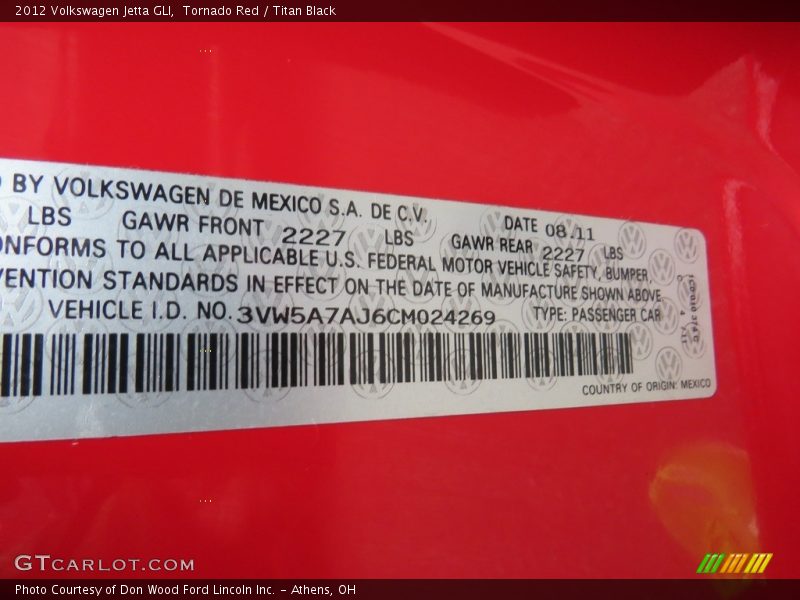 2012 Volkswagen Jetta GLI, Tornado Red / Titan Black
BY VOLKSWAGEN DE MEXICO S.A. DE C.V.
DATE 08.11
LBS GAWR FRONT 2227 LBS GAWR REAR 2227 LBS
ONFORMS TO ALL APPLICABLE U.S. FEDERAL MOTOR VEHICLE SAFETY, BUMPER,
VENTION STANDARDS IN EFFECT ON THE DATE OF MANUFACTURE SHOWN ABOVE
VEHICLE I.D. NO. 3VW5A7AJ6CM024269 TYPE: PASSENGER CAR
COUNTRY OF ORIGIN: MEXICO
GTCARLOT.COM
Photo Courtesy of Don Wood Ford Lincoln Inc. - Athens, OH